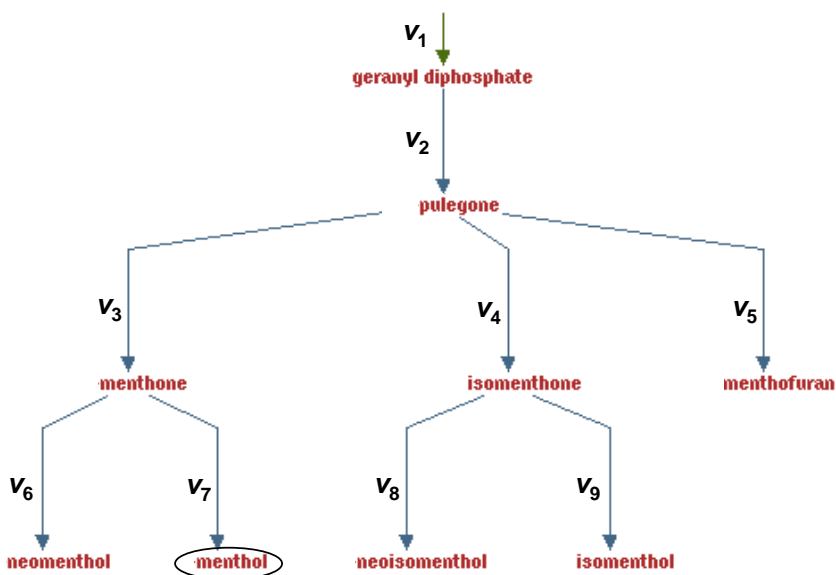 v1
geranyl diphosphate
v2
pulegone
v3
v4
v5
menthone
isomenthone
menthofuran
v6
v7
v8
v9
neomenthol
menthol
neoisomenthol
isomenthol